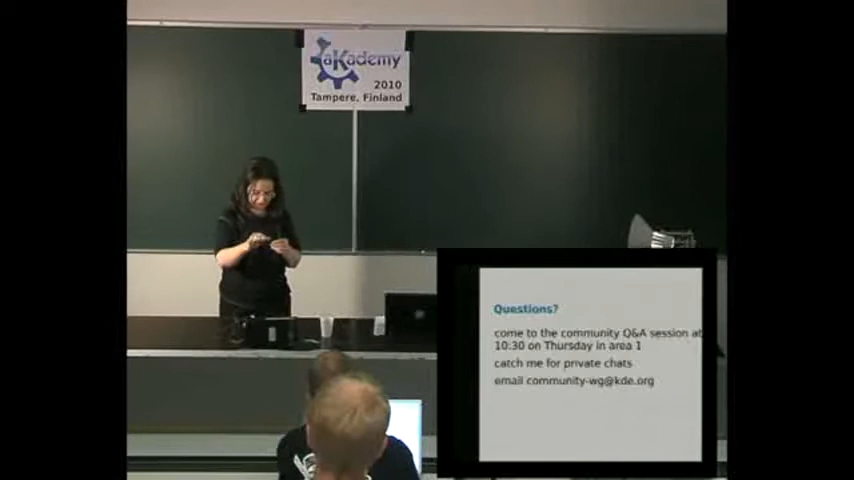 aKademy
2010
Tampere, Finland
Questions?
come to the community Q&A session at
10:30 on Thursday in area 1
catch me for private chats
email community-wg@kde.org